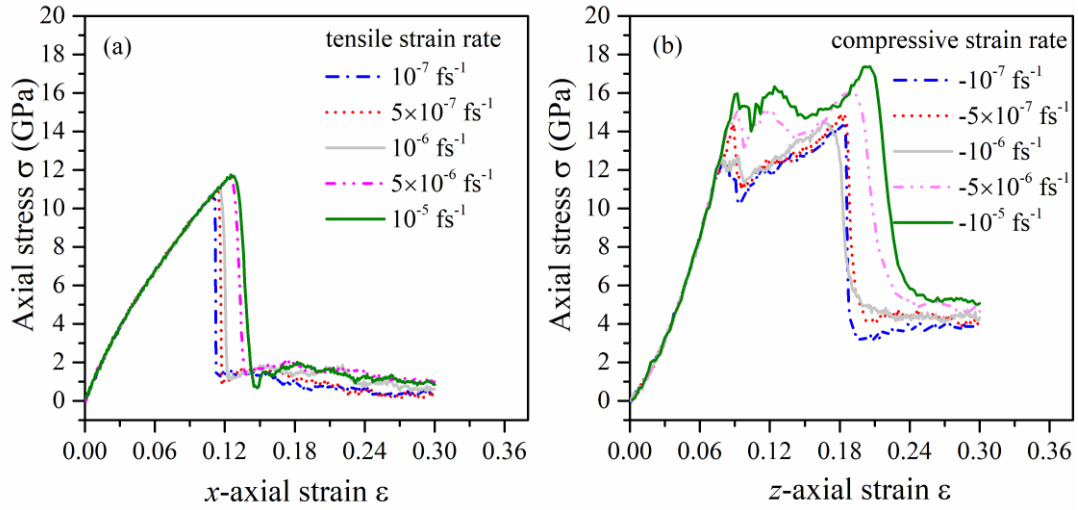 (a)
tensile strain rate
10⁻⁷ fs⁻¹
5×10⁻⁷ fs⁻¹
10⁻⁶ fs⁻¹
5×10⁻⁶ fs⁻¹
10⁻⁵ fs⁻¹
Axial stress σ (GPa)
20
18
16
14
12
10
8
6
4
2
0
0.00 0.06 0.12 0.18 0.24 0.30 0.36
x-axial strain ε
(b)
compressive strain rate
-10⁻⁷ fs⁻¹
-5×10⁻⁷ fs⁻¹
-10⁻⁶ fs⁻¹
-5×10⁻⁶ fs⁻¹
-10⁻⁵ fs⁻¹
Axial stress σ (GPa)
20
18
16
14
12
10
8
6
4
2
0
0.00 0.06 0.12 0.18 0.24 0.30 0.36
z-axial strain ε